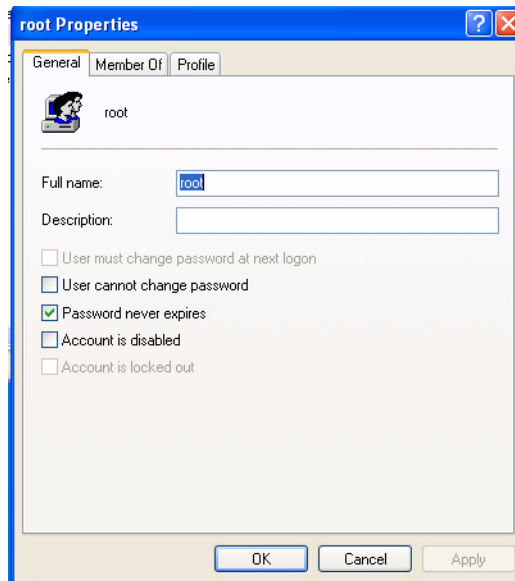 root Properties
General Member Of Profile
root
Full name: root
Description:
User must change password at next logon
User cannot change password
Password never expires
Account is disabled
Account is locked out
OK Cancel Apply